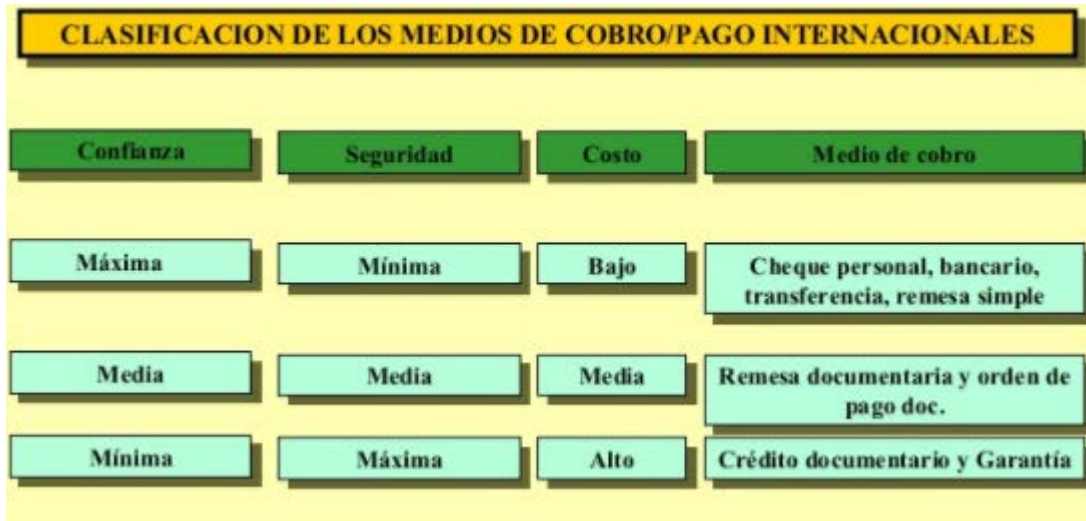 CLASIFICACION DE LOS MEDIOS DE COBRO/PAGO INTERNACIONALES
Confianza Seguridad Costo Medio de cobro
Máxima Mínima Bajo Cheque personal, bancario,
transferencia, remesa simple
Media Media Media Remesa documentaria y orden de
pago doc.
Mínima Máxima Alto Crédito documentario y Garantía